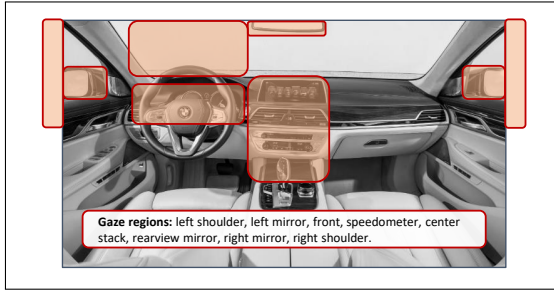 Gaze regions: left shoulder, left mirror, front, speedometer, center
stack, rearview mirror, right mirror, right shoulder.